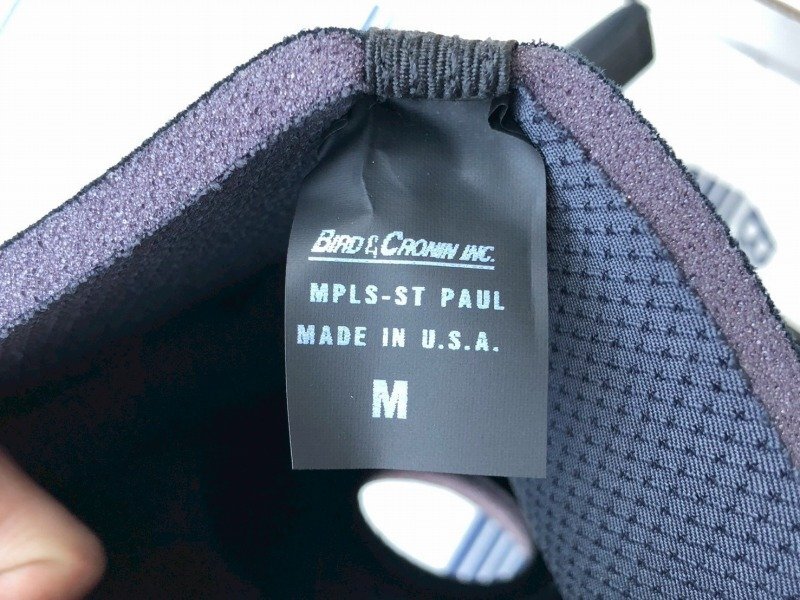 BIRD & CRONIN INC.
MPLS-ST PAUL
MADE IN U.S.A.
M